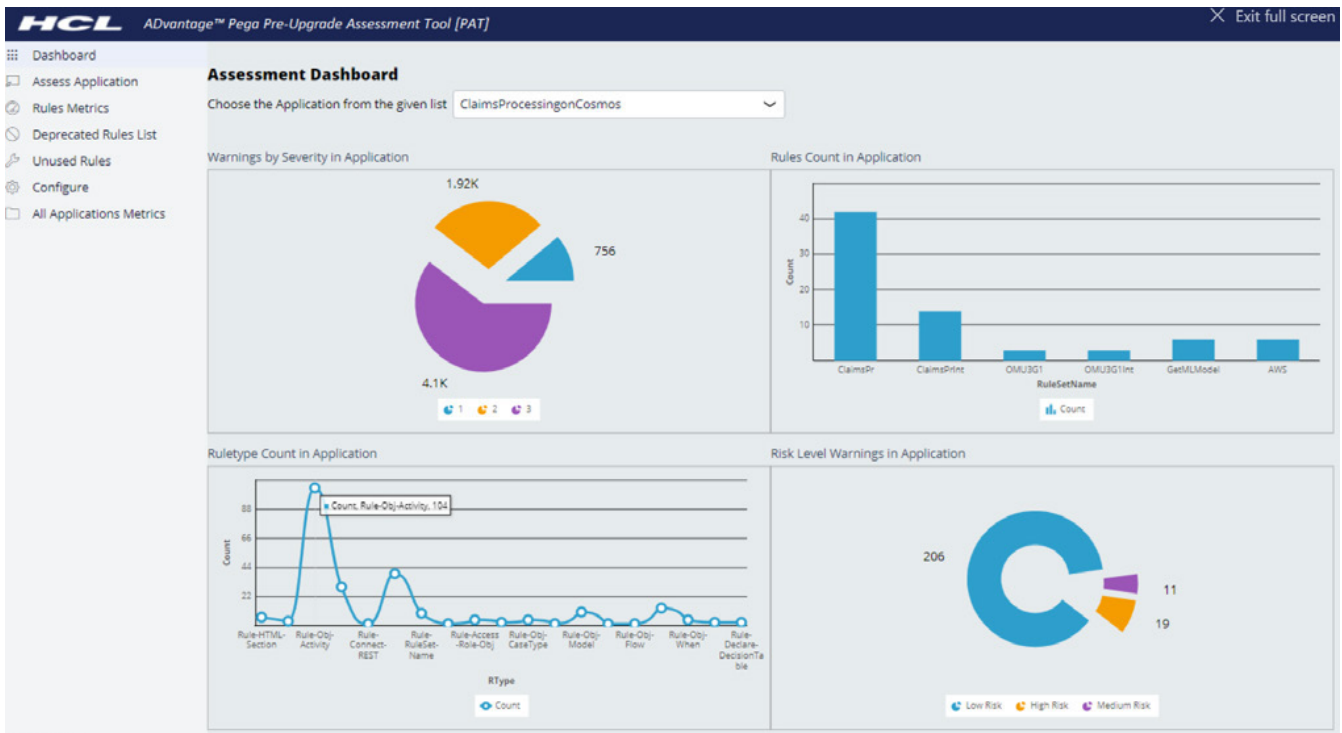 HCL ADvantage™ Pega Pre-Upgrade Assessment Tool [PAT]
Exit full screen
Dashboard
Assess Application
Rules Metrics
Deprecated Rules List
Unused Rules
Configure
All Applications Metrics
Assessment Dashboard
Choose the Application from the given list ClaimsProcessingonCosmos
Warnings by Severity in Application
1.92K
756
4.1K
1 2 3
Rules Count in Application
40
30
20
10
Count
ClaimsPr ClaimsPrInt OMU3G1 OMU3G1Int GetMLModel AWS
RuleSetName
Count
Ruletype Count in Application
88
66
44
22
Count
Count, Rule-Obj-Activity, 104
Rule-HTML- Rule-Obj- Rule- Rule- Rule-Access Rule-Obj- Rule-Obj- Rule-Obj- Rule-Obj- Rule-
Section Activity Connect- RuleSet- -Role-Obj CaseType Model Flow When Declare-
REST Name DecisionTa
ble
RType
Count
Risk Level Warnings in Application
206
11
19
Low Risk High Risk Medium Risk